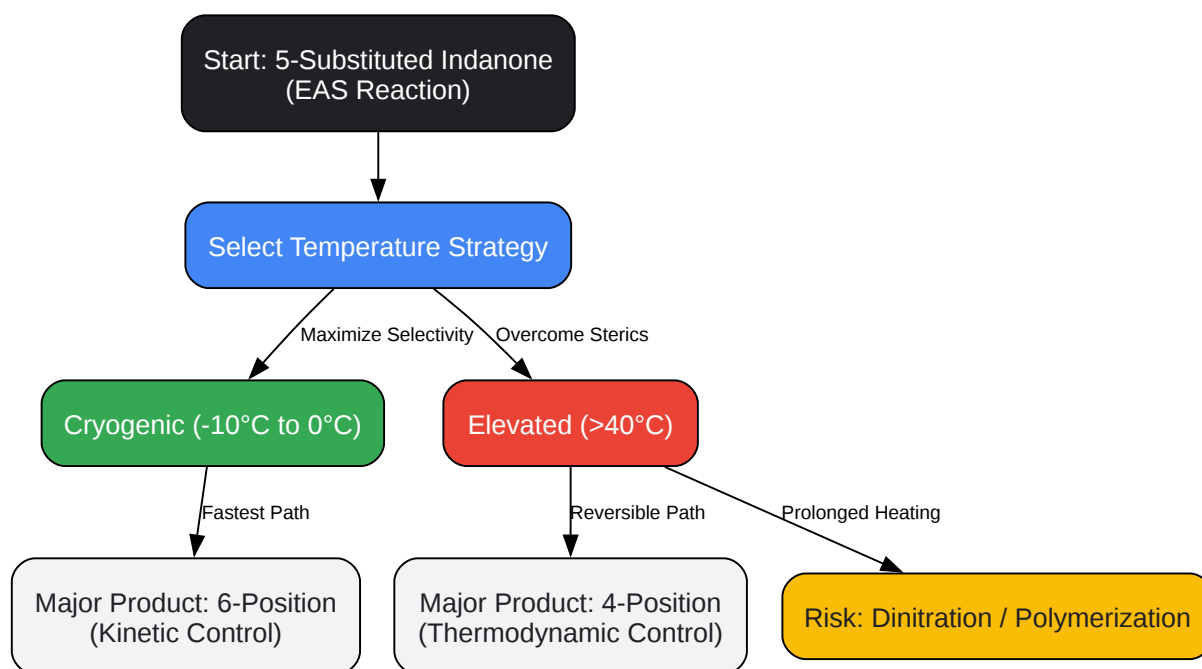 Start: 5-Substituted Indanone
(EAS Reaction)
Select Temperature Strategy
Maximize Selectivity
Overcome Sterics
Cryogenic (-10°C to 0°C)
Elevated (>40°C)
Fastest Path
Reversible Path
Prolonged Heating
Major Product: 6-Position
(Kinetic Control)
Major Product: 4-Position
(Thermodynamic Control)
Risk: Dinitration / Polymerization